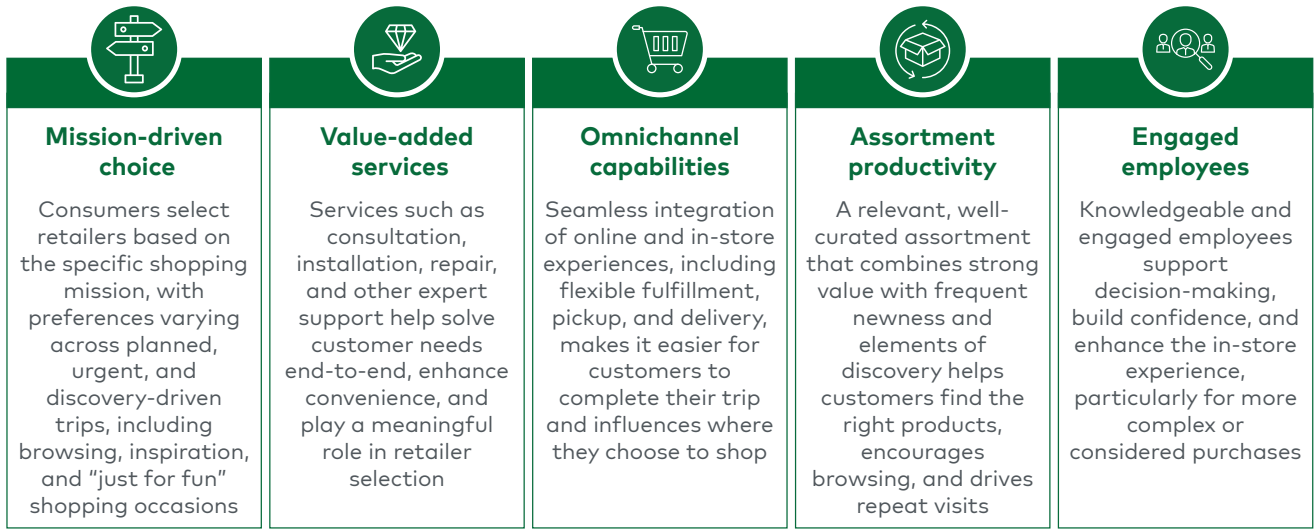 Mission-driven
choice
Consumers select
retailers based on
the specific shopping
mission, with
preferences varying
across planned,
urgent, and
discovery-driven
trips, including
browsing, inspiration,
and “just for fun”
shopping occasions
Value-added
services
Services such as
consultation,
installation, repair,
and other expert
support help solve
customer needs
end-to-end, enhance
convenience, and
play a meaningful
role in retailer
selection
Omnichannel
capabilities
Seamless integration
of online and in-store
experiences, including
flexible fulfillment,
pickup, and delivery,
makes it easier for
customers to
complete their trip
and influences where
they choose to shop
Assortment
productivity
A relevant, well-
curated assortment
that combines strong
value with frequent
newness and
elements of
discovery helps
customers find the
right products,
encourages
browsing, and drives
repeat visits
Engaged
employees
Knowledgeable and
engaged employees
support
decision-making,
build confidence, and
enhance the in-store
experience,
particularly for more
complex or
considered purchases